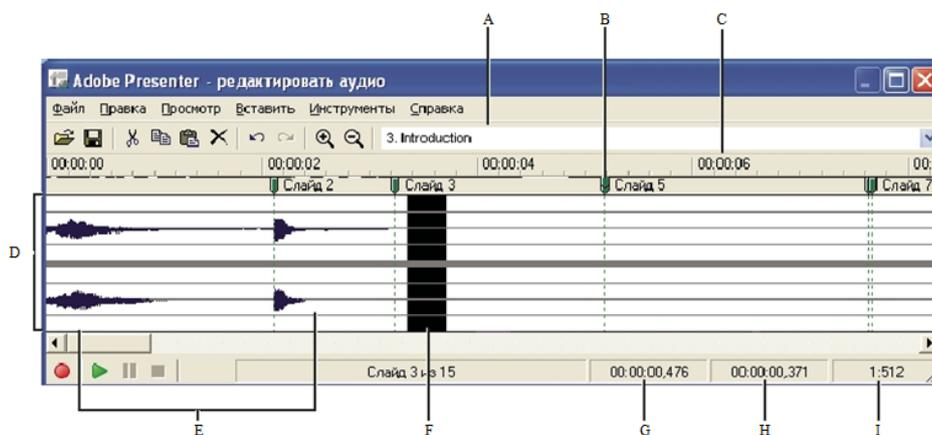 A B C
Adobe Presenter - редактировать аудио
Файл Правка Просмотр Вставить Инструменты Справка
3. Introduction
00:00:00 00:00:02 00:00:04 00:00:06 00:
Слайд 2 Слайд 3 Слайд 5 Слайд 7
D
Слайд 3 из 15 00:00:00,476 00:00:00,371 1:512
E F G H I